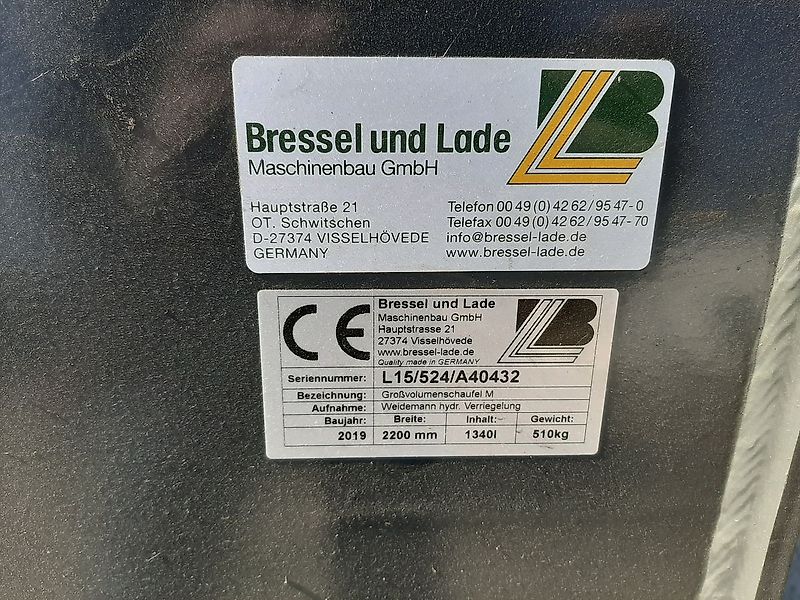 Bressel und Lade
Maschinenbau GmbH
Hauptstraße 21
OT. Schwitschen
D-27374 VISSELHÖVEDE
GERMANY
Telefon 00 49 (0) 42 62 / 95 47- 0
Telefax 00 49 (0) 42 62 / 95 47- 70
info@bressel-lade.de
www.bressel-lade.de
CE
Bressel und Lade
Maschinenbau GmbH
Hauptstrasse 21
27374 Visselhövede
www.bressel-lade.de
Quality made in GERMANY
Seriennummer: L15/524/A40432
Bezeichnung: Großvolumenschaufel M
Aufnahme: Weidemann hydr. Verriegelung
Baujahr: Breite: Inhalt: Gewicht:
2019 2200 mm 1340l 510kg